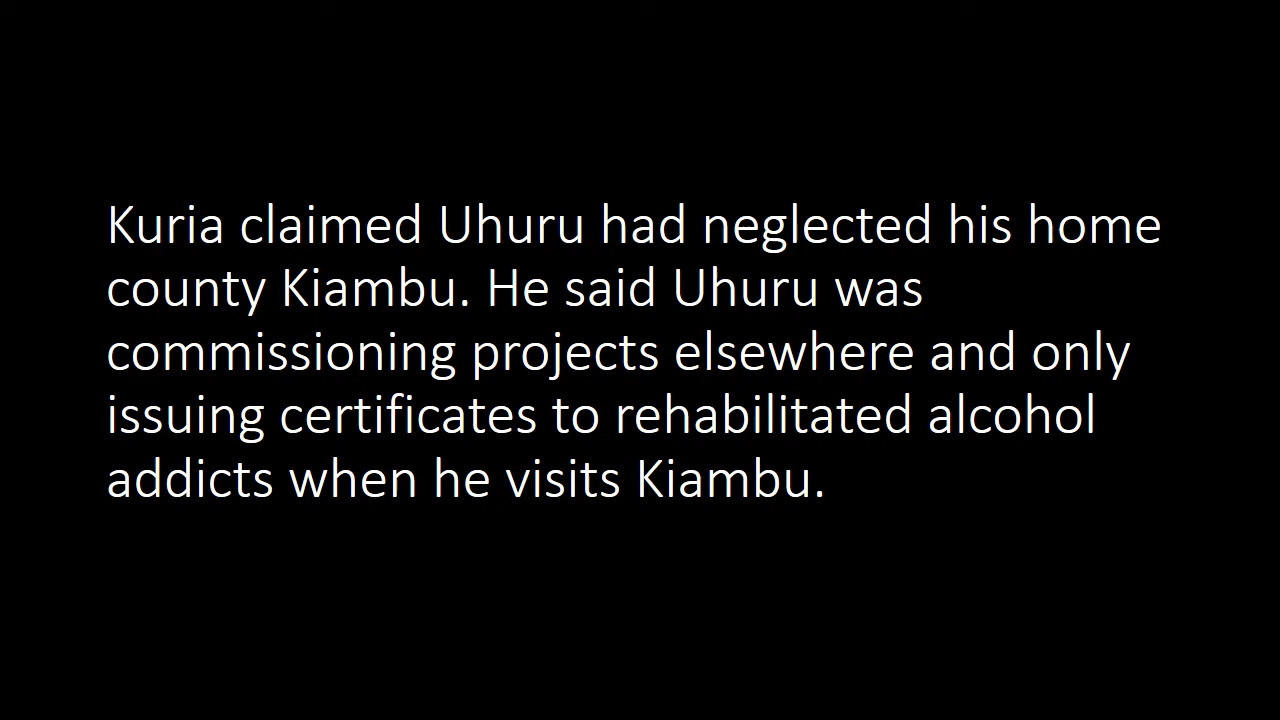 Kuria claimed Uhuru had neglected his home
county Kiambu. He said Uhuru was
commissioning projects elsewhere and only
issuing certificates to rehabilitated alcohol
addicts when he visits Kiambu.